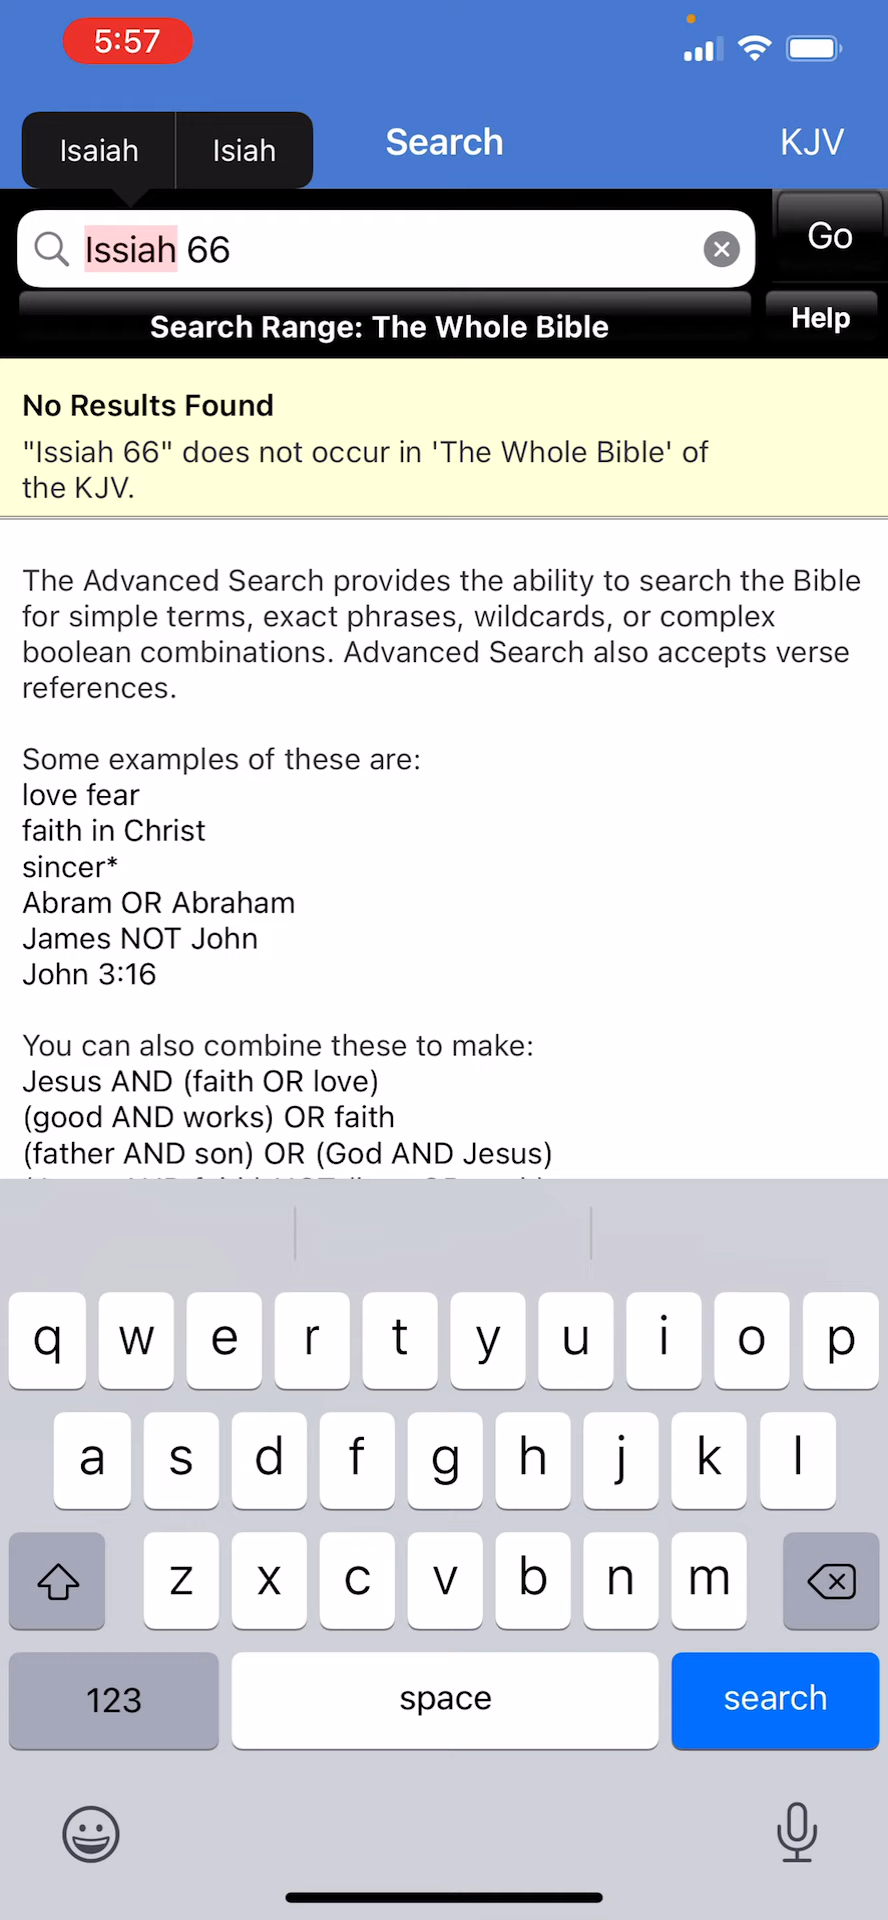 5:57
Isaiah Isiah Search KJV
Issiah 66 Go
Search Range: The Whole Bible Help
No Results Found
"Issiah 66" does not occur in 'The Whole Bible' of
the KJV.
The Advanced Search provides the ability to search the Bible
for simple terms, exact phrases, wildcards, or complex
boolean combinations. Advanced Search also accepts verse
references.
Some examples of these are:
love fear
faith in Christ
sincer*
Abram OR Abraham
James NOT John
John 3:16
You can also combine these to make:
Jesus AND (faith OR love)
(good AND works) OR faith
(father AND son) OR (God AND Jesus)
q w e r t y u i o p
a s d f g h j k l
z x c v b n m
123 space search